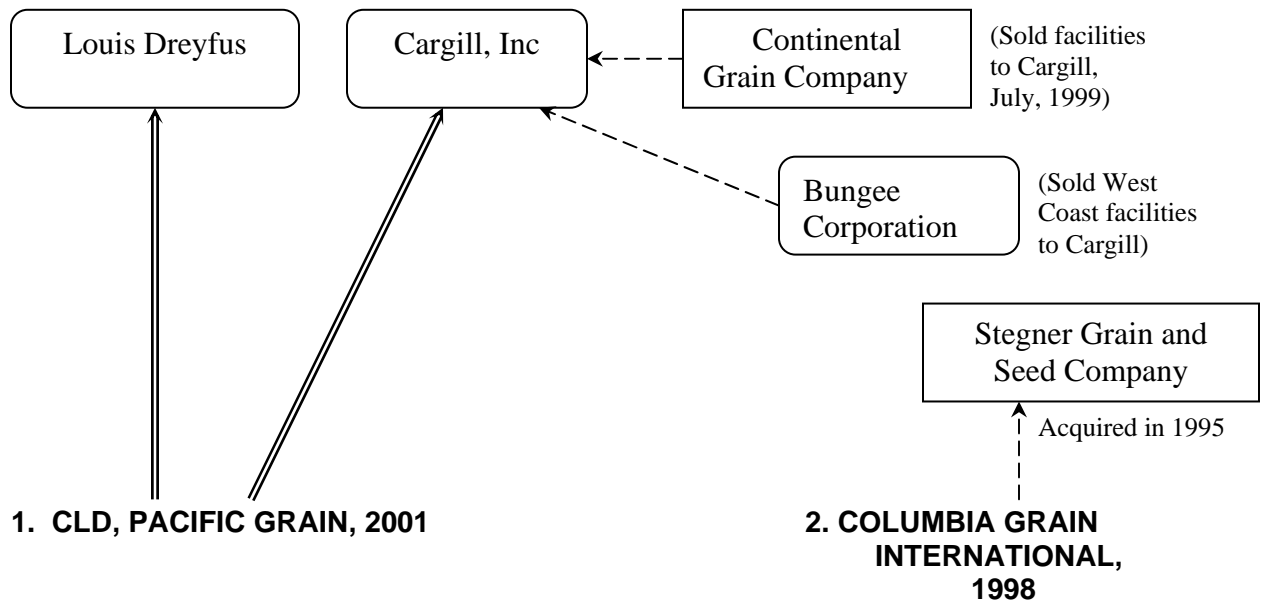 Louis Dreyfus
Cargill, Inc
Continental
Grain Company
(Sold facilities
to Cargill,
July, 1999)
Bungee
Corporation
(Sold West
Coast facilities
to Cargill)
Stegner Grain and
Seed Company
Acquired in 1995
1. CLD, PACIFIC GRAIN, 2001
2. COLUMBIA GRAIN
INTERNATIONAL,
1998